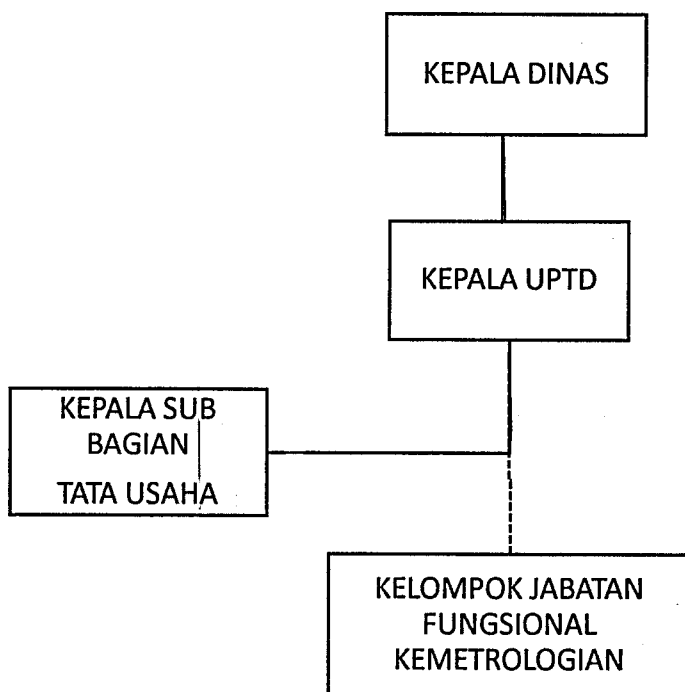 KEPALA DINAS
KEPALA UPTD
KEPALA SUB
BAGIAN
TATA USAHA
KELOMPOK JABATAN
FUNGSIONAL
KEMETROLOGIAN